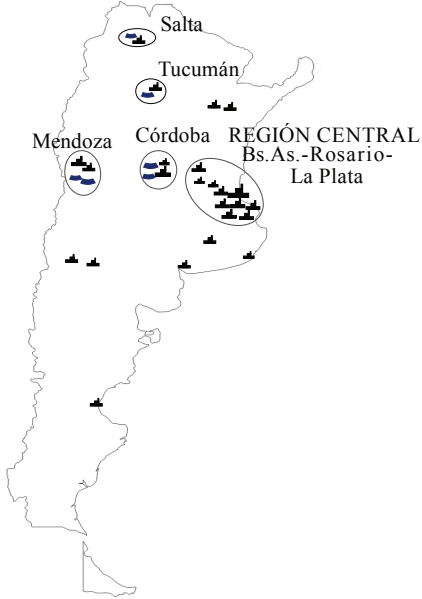 Salta
Tucumán
Mendoza
Córdoba
REGIÓN CENTRAL
Bs.As.-Rosario-
La Plata